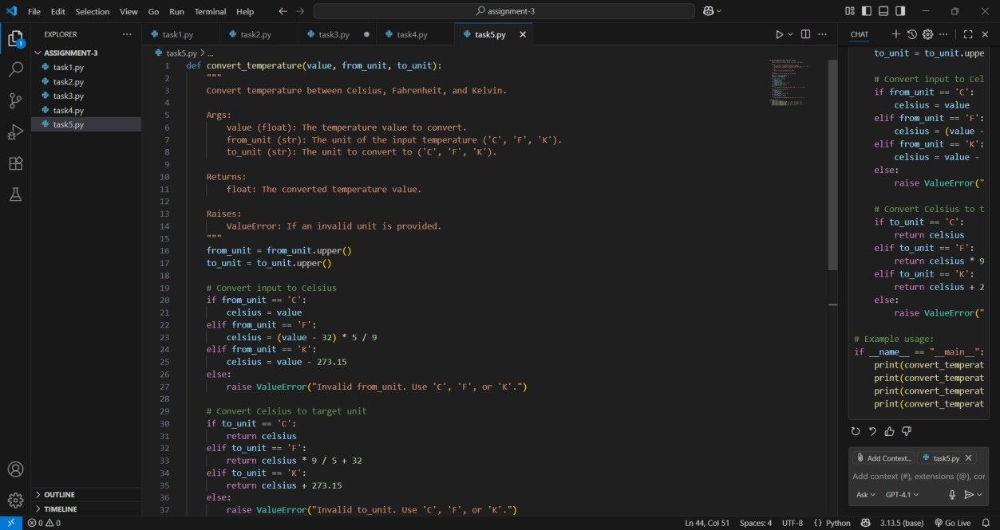 File Edit Selection View Go Run Terminal Help
assignment-3
EXPLORER
ASSIGNMENT-3
task1.py
task2.py
task3.py
task4.py
task5.py
OUTLINE
TIMELINE
1
task1.py task2.py task3.py task4.py task5.py
task5.py > ...
1 def convert_temperature(value, from_unit, to_unit):
2 """
3 Convert temperature between Celsius, Fahrenheit, and Kelvin.
4
5 Args:
6 value (float): The temperature value to convert.
7 from_unit (str): The unit of the input temperature ('C', 'F', 'K').
8 to_unit (str): The unit to convert to ('C', 'F', 'K').
9
10 Returns:
11 float: The converted temperature value.
12
13 Raises:
14 ValueError: If an invalid unit is provided.
15 """
16 from_unit = from_unit.upper()
17 to_unit = to_unit.upper()
18
19 # Convert input to Celsius
20 if from_unit == 'C':
21 celsius = value
22 elif from_unit == 'F':
23 celsius = (value - 32) * 5 / 9
24 elif from_unit == 'K':
25 celsius = value - 273.15
26 else:
27 raise ValueError("Invalid from_unit. Use 'C', 'F', or 'K'.")
28
29 # Convert Celsius to target unit
30 if to_unit == 'C':
31 return celsius
32 elif to_unit == 'F':
33 return celsius * 9 / 5 + 32
34 elif to_unit == 'K':
35 return celsius + 273.15
36 else:
37 raise ValueError("Invalid to_unit. Use 'C', 'F', or 'K'.")
CHAT
to_unit = to_unit.uppe
# Convert input to Cel
if from_unit == 'C':
celsius = value
elif from_unit == 'F':
celsius = (value -
elif from_unit == 'K':
celsius = value -
else:
raise ValueError("
# Convert Celsius to t
if to_unit == 'C':
return celsius
elif to_unit == 'F':
return celsius * 9
elif to_unit == 'K':
return celsius + 2
else:
raise ValueError("
# Example usage:
if __name__ == "__main__":
print(convert_temperat
print(convert_temperat
print(convert_temperat
print(convert_temperat
Add Context... task5.py
Add context (#), extensions (@), cor
Ask GPT-4.1
0 0
Ln 44, Col 51 Spaces: 4 UTF-8 {} Python 3.13.5 (base) Go Live